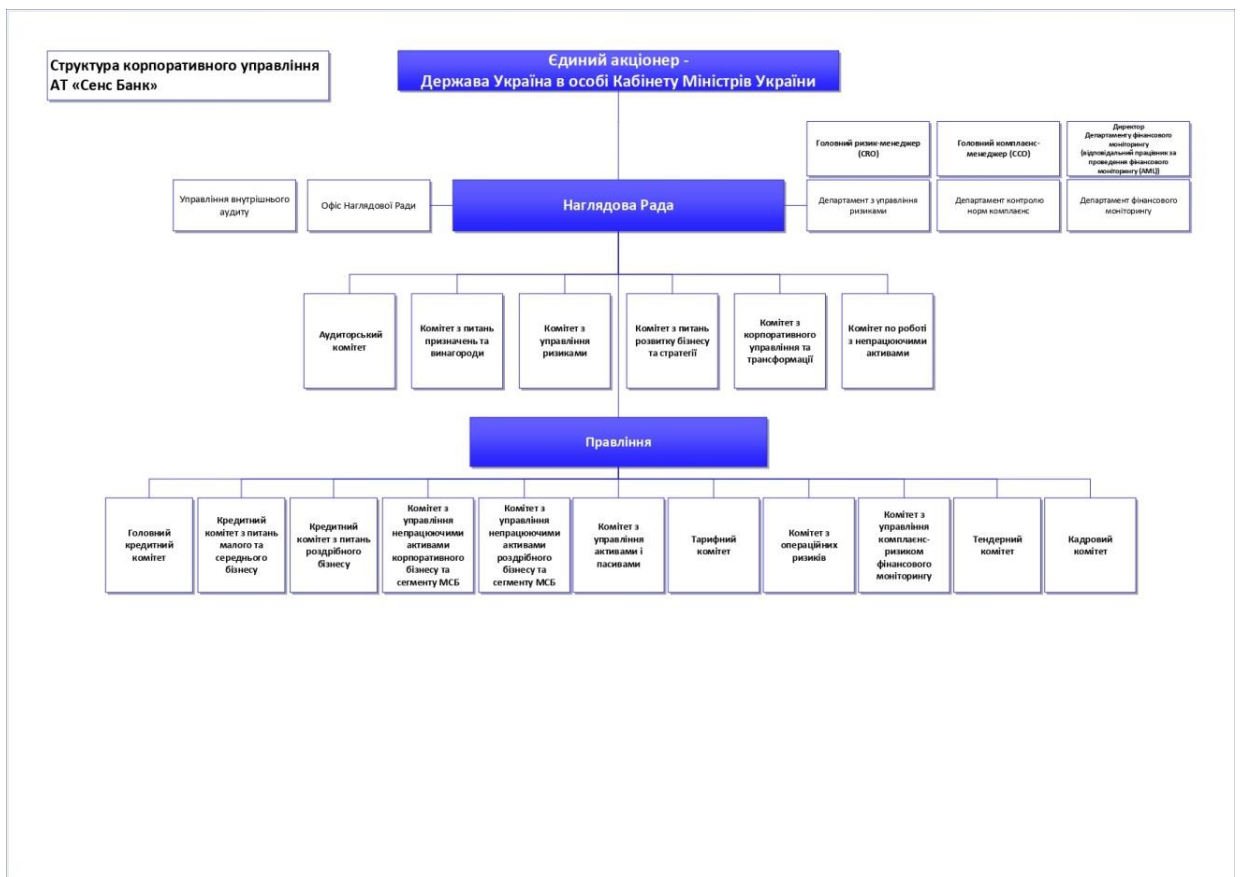 Структура корпоративного управління
АТ «Сенс Банк»
Єдиний акціонер -
Держава Україна в особі Кабінету Міністрів України
Головний ризик-менеджер
(CRO)
Головний комплаєнс-
менеджер (CCO)
Директор
Департаменту фінансового
моніторингу
(відповідальний працівник за
проведення фінансового
моніторингу (AML))
Управління внутрішнього
аудиту
Офіс Наглядової Ради
Наглядова Рада
Департамент з управління
ризиками
Департамент контролю
норм комплаєнс
Департамент фінансового
моніторингу
Аудиторський
комітет
Комітет з питань
призначень та
винагороди
Комітет з
управління
ризиками
Комітет з питань
розвитку бізнесу
та стратегії
Комітет з
корпоративного
управління та
трансформації
Комітет по роботі
з непрацюючими
активами
Правління
Головний
кредитний
комітет
Кредитний
комітет з питань
малого та
середнього
бізнесу
Кредитний
комітет з питань
роздрібного
бізнесу
Комітет з
управління
непрацюючими
активами
корпоративного
бізнесу та
сегменту МСБ
Комітет з
управління
непрацюючими
активами
роздрібного
бізнесу та
сегменту МСБ
Комітет з
управління
активами і
пасивами
Тарифний
комітет
Комітет з
операційних
ризиків
Комітет з
управління
комплаєнс-
ризиком
фінансового
моніторингу
Тендерний
комітет
Кадровий
комітет